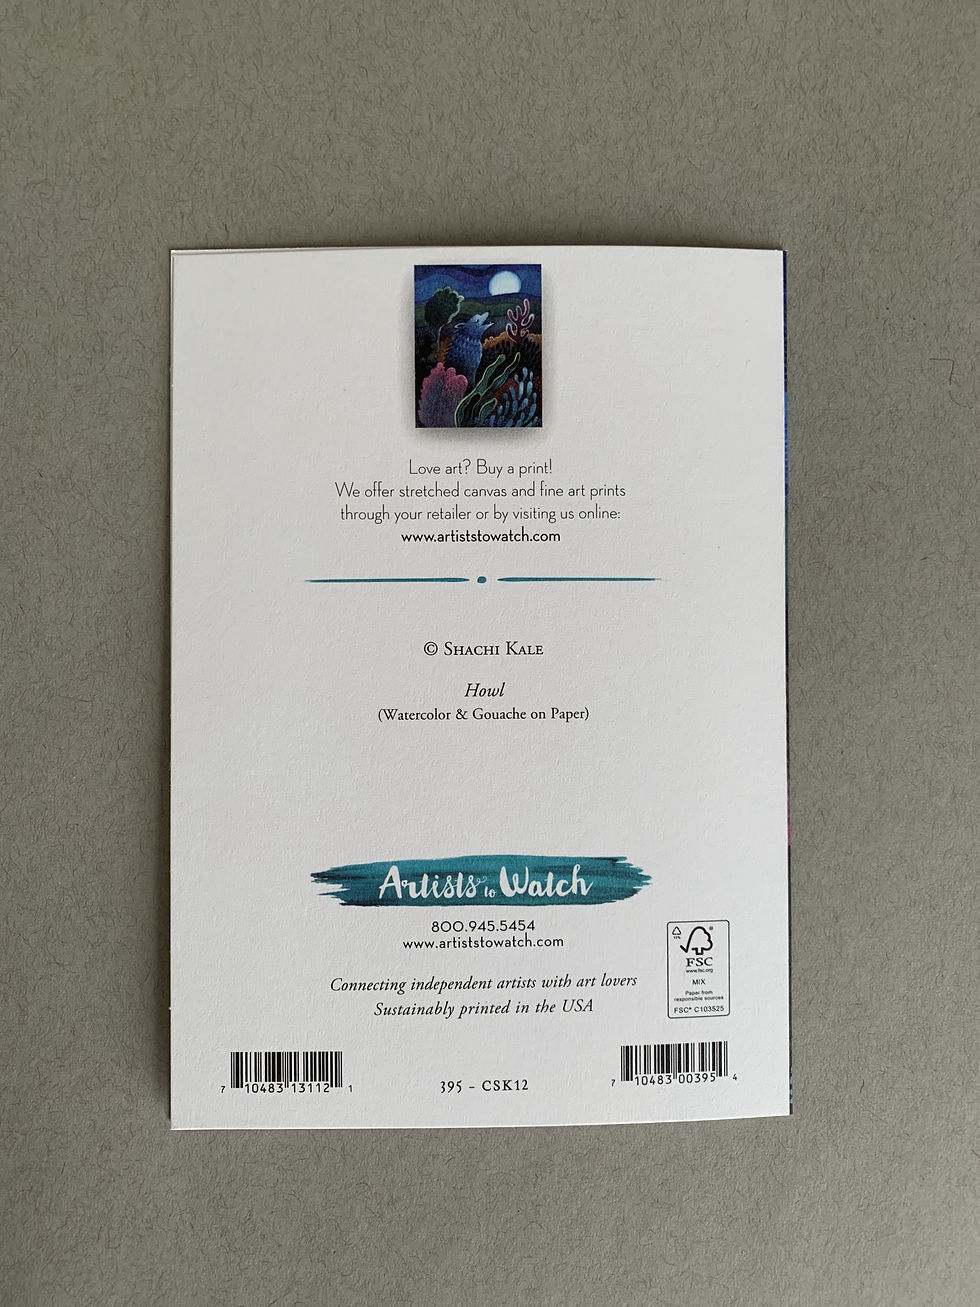 Love art? Buy a print!
We offer stretched canvas and fine art prints
through your retailer or by visiting us online:
www.artiststowatch.com
© Shachi Kale
Howl
(Watercolor & Gouache on Paper)
Artists to Watch
800.945.5454
www.artiststowatch.com
Connecting independent artists with art lovers
Sustainably printed in the USA
FSC
www.fsc.org
MIX
Paper from
responsible sources
FSC® C103525
7 10483 13112 1
395 - CSK12
7 10483 00395 4